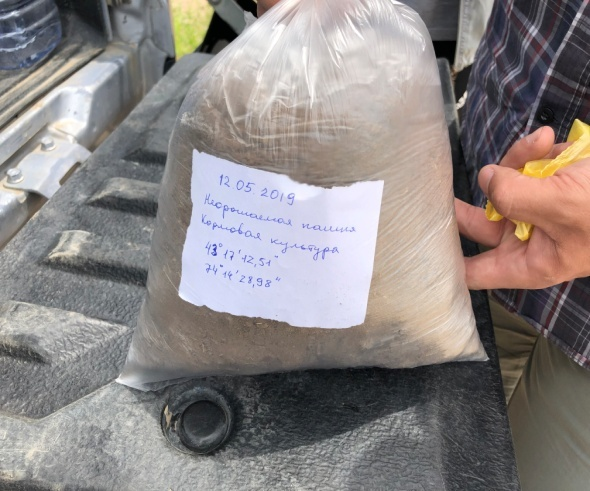 12.05.2019
Неорошаемая пашня
Кормовая культура
43°17'12,51"
74°14'28,98"